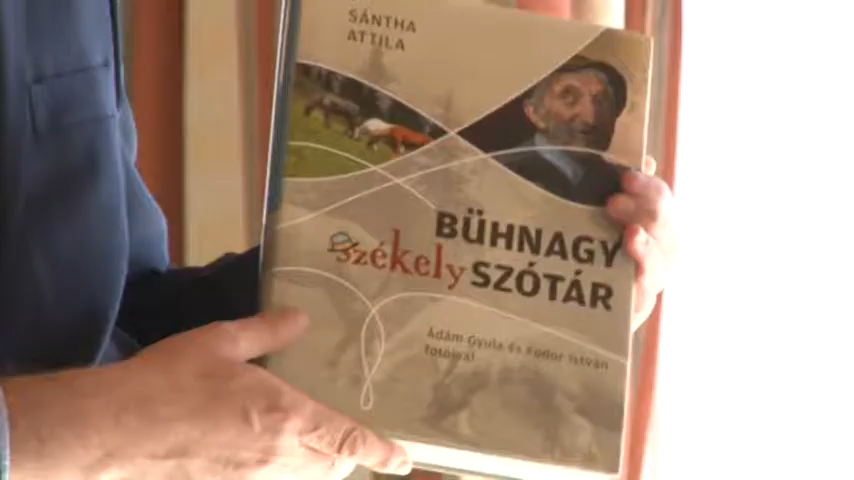 SÁNTHA
ATTILA
BÜHNAGY
székely SZÓTÁR
Ádám Gyula és Fodor István
fotóival